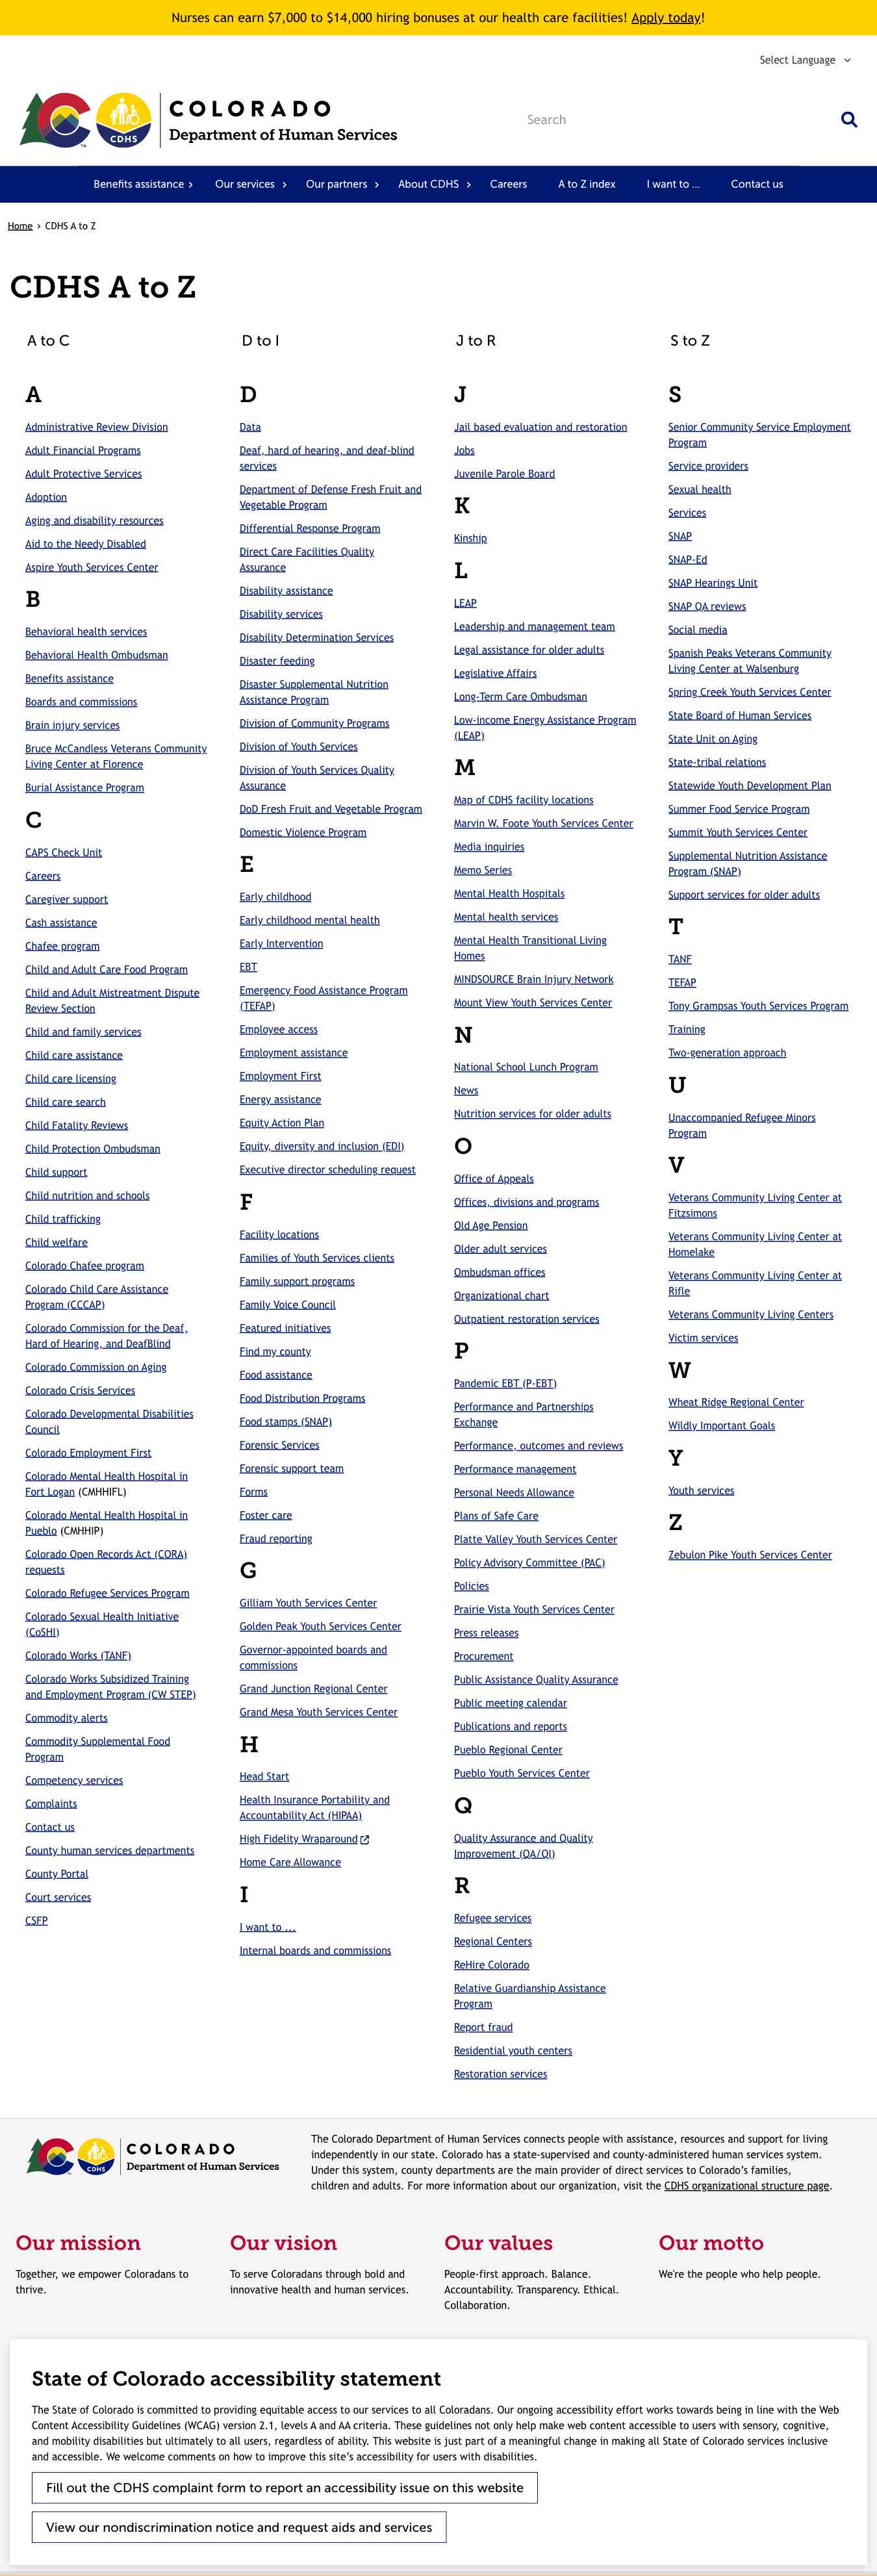 Nurses can earn $7,000 to $14,000 hiring bonuses at our health care facilities! Apply today!
Select Language
COLORADO
Department of Human Services
CDHS
Search
Benefits assistance
Our services
Our partners
About CDHS
Careers
A to Z index
I want to ...
Contact us
Home › CDHS A to Z
CDHS A to Z
A to C
A
Administrative Review Division
Adult Financial Programs
Adult Protective Services
Adoption
Aging and disability resources
Aid to the Needy Disabled
Aspire Youth Services Center
B
Behavioral health services
Behavioral Health Ombudsman
Benefits assistance
Boards and commissions
Brain injury services
Bruce McCandless Veterans Community
Living Center at Florence
Burial Assistance Program
C
CAPS Check Unit
Careers
Caregiver support
Cash assistance
Chafee program
Child and Adult Care Food Program
Child and Adult Mistreatment Dispute
Review Section
Child and family services
Child care assistance
Child care licensing
Child care search
Child Fatality Reviews
Child Protection Ombudsman
Child support
Child nutrition and schools
Child trafficking
Child welfare
Colorado Chafee program
Colorado Child Care Assistance
Program (CCCAP)
Colorado Commission for the Deaf,
Hard of Hearing, and DeafBlind
Colorado Commission on Aging
Colorado Crisis Services
Colorado Developmental Disabilities
Council
Colorado Employment First
Colorado Mental Health Hospital in
Fort Logan (CMHHIFL)
Colorado Mental Health Hospital in
Pueblo (CMHHIP)
Colorado Open Records Act (CORA)
requests
Colorado Refugee Services Program
Colorado Sexual Health Initiative
(CoSHI)
Colorado Works (TANF)
Colorado Works Subsidized Training
and Employment Program (CW STEP)
Commodity alerts
Commodity Supplemental Food
Program
Competency services
Complaints
Contact us
County human services departments
County Portal
Court services
CSFP
D to I
D
Data
Deaf, hard of hearing, and deaf-blind
services
Department of Defense Fresh Fruit and
Vegetable Program
Differential Response Program
Direct Care Facilities Quality
Assurance
Disability assistance
Disability services
Disability Determination Services
Disaster feeding
Disaster Supplemental Nutrition
Assistance Program
Division of Community Programs
Division of Youth Services
Division of Youth Services Quality
Assurance
DoD Fresh Fruit and Vegetable Program
Domestic Violence Program
E
Early childhood
Early childhood mental health
Early Intervention
EBT
Emergency Food Assistance Program
(TEFAP)
Employee access
Employment assistance
Employment First
Energy assistance
Equity Action Plan
Equity, diversity and inclusion (EDI)
Executive director scheduling request
F
Facility locations
Families of Youth Services clients
Family support programs
Family Voice Council
Featured initiatives
Find my county
Food assistance
Food Distribution Programs
Food stamps (SNAP)
Forensic Services
Forensic support team
Forms
Foster care
Fraud reporting
G
Gilliam Youth Services Center
Golden Peak Youth Services Center
Governor-appointed boards and
commissions
Grand Junction Regional Center
Grand Mesa Youth Services Center
H
Head Start
Health Insurance Portability and
Accountability Act (HIPAA)
High Fidelity Wraparound
Home Care Allowance
I
I want to ...
Internal boards and commissions
J to R
J
Jail based evaluation and restoration
Jobs
Juvenile Parole Board
K
Kinship
L
LEAP
Leadership and management team
Legal assistance for older adults
Legislative Affairs
Long-Term Care Ombudsman
Low-income Energy Assistance Program
(LEAP)
M
Map of CDHS facility locations
Marvin W. Foote Youth Services Center
Media inquiries
Memo Series
Mental Health Hospitals
Mental health services
Mental Health Transitional Living
Homes
MINDSOURCE Brain Injury Network
Mount View Youth Services Center
N
National School Lunch Program
News
Nutrition services for older adults
O
Office of Appeals
Offices, divisions and programs
Old Age Pension
Older adult services
Ombudsman offices
Organizational chart
Outpatient restoration services
P
Pandemic EBT (P-EBT)
Performance and Partnerships
Exchange
Performance, outcomes and reviews
Performance management
Personal Needs Allowance
Plans of Safe Care
Platte Valley Youth Services Center
Policy Advisory Committee (PAC)
Policies
Prairie Vista Youth Services Center
Press releases
Procurement
Public Assistance Quality Assurance
Public meeting calendar
Publications and reports
Pueblo Regional Center
Pueblo Youth Services Center
Q
Quality Assurance and Quality
Improvement (QA/QI)
R
Refugee services
Regional Centers
ReHire Colorado
Relative Guardianship Assistance
Program
Report fraud
Residential youth centers
Restoration services
S to Z
S
Senior Community Service Employment
Program
Service providers
Sexual health
Services
SNAP
SNAP-Ed
SNAP Hearings Unit
SNAP QA reviews
Social media
Spanish Peaks Veterans Community
Living Center at Walsenburg
Spring Creek Youth Services Center
State Board of Human Services
State Unit on Aging
State-tribal relations
Statewide Youth Development Plan
Summer Food Service Program
Summit Youth Services Center
Supplemental Nutrition Assistance
Program (SNAP)
Support services for older adults
T
TANF
TEFAP
Tony Grampsas Youth Services Program
Training
Two-generation approach
U
Unaccompanied Refugee Minors
Program
V
Veterans Community Living Center at
Fitzsimons
Veterans Community Living Center at
Homelake
Veterans Community Living Center at
Rifle
Veterans Community Living Centers
Victim services
W
Wheat Ridge Regional Center
Wildly Important Goals
Y
Youth services
Z
Zebulon Pike Youth Services Center
COLORADO
Department of Human Services
CDHS
The Colorado Department of Human Services connects people with assistance, resources and support for living
independently in our state. Colorado has a state-supervised and county-administered human services system.
Under this system, county departments are the main provider of direct services to Colorado's families,
children and adults. For more information about our organization, visit the CDHS organizational structure page.
Our mission
Together, we empower Coloradans to
thrive.
Our vision
To serve Coloradans through bold and
innovative health and human services.
Our values
People-first approach. Balance.
Accountability. Transparency. Ethical.
Collaboration.
Our motto
We're the people who help people.
State of Colorado accessibility statement
The State of Colorado is committed to providing equitable access to our services to all Coloradans. Our ongoing accessibility effort works towards being in line with the Web
Content Accessibility Guidelines (WCAG) version 2.1, levels A and AA criteria. These guidelines not only help make web content accessible to users with sensory, cognitive,
and mobility disabilities but ultimately to all users, regardless of ability. This website is just part of a meaningful change in making all State of Colorado services inclusive
and accessible. We welcome comments on how to improve this site's accessibility for users with disabilities.
Fill out the CDHS complaint form to report an accessibility issue on this website
View our nondiscrimination notice and request aids and services